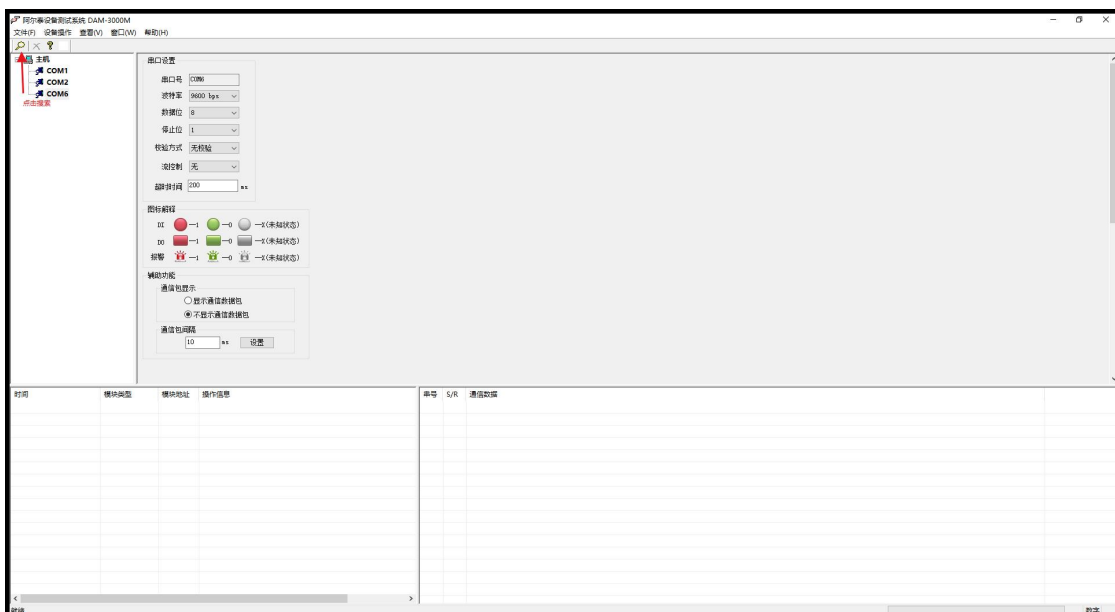 阿尔泰设备测试系统 DAM-3000M
文件(F) 设备操作 查看(V) 窗口(W) 帮助(H)
主机
COM1
COM2
COM6
点击搜索
串口设置
串口号 COM6
波特率 9600 bps
数据位 8
停止位 1
校验方式 无校验
流控制 无
超时时间 200 ms
图标解释
DI —1 —0 —X(未知状态)
DO —1 —0 —X(未知状态)
报警 —1 —0 —X(未知状态)
辅助功能
通信包显示
显示通信数据包
不显示通信数据包
通信包间隔
10 ms 设置
时间 模块类型 模块地址 操作信息
串号 S/R 通信数据
就绪 数字